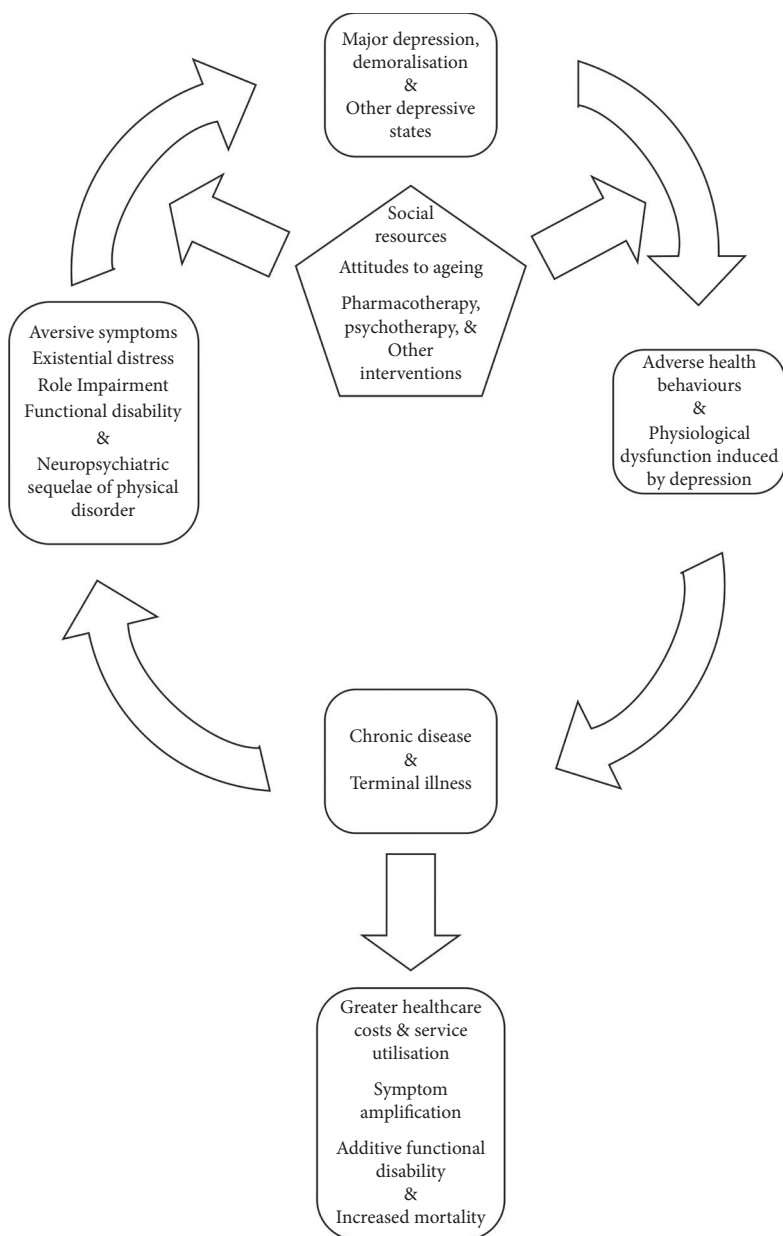 Major depression,
demoralisation
&
Other depressive
states
Social
resources
Attitudes to ageing
Pharmacotherapy,
psychotherapy, &
Other
interventions
Aversive symptoms
Existential distress
Role Impairment
Functional disability
&
Neuropsychiatric
sequelae of physical
disorder
Adverse health
behaviours
&
Physiological
dysfunction induced
by depression
Chronic disease
&
Terminal illness
Greater healthcare
costs & service
utilisation
Symptom
amplification
Additive functional
disability
&
Increased mortality